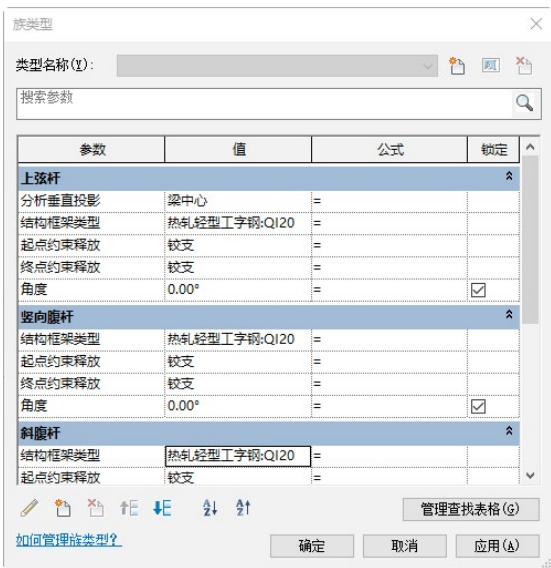 族类型
类型名称(Y):
搜索参数
参数 值 公式 锁定
上弦杆
分析垂直投影 梁中心 =
结构框架类型 热轧轻型工字钢:QI20 =
起点约束释放 铰支 =
终点约束释放 铰支 =
角度 0.00° =
竖向腹杆
结构框架类型 热轧轻型工字钢:QI20 =
起点约束释放 铰支 =
终点约束释放 铰支 =
角度 0.00° =
斜腹杆
结构框架类型 热轧轻型工字钢:QI20 =
起点约束释放 铰支 =
管理查找表格(G)
如何管理族类型?
确定 取消 应用(A)